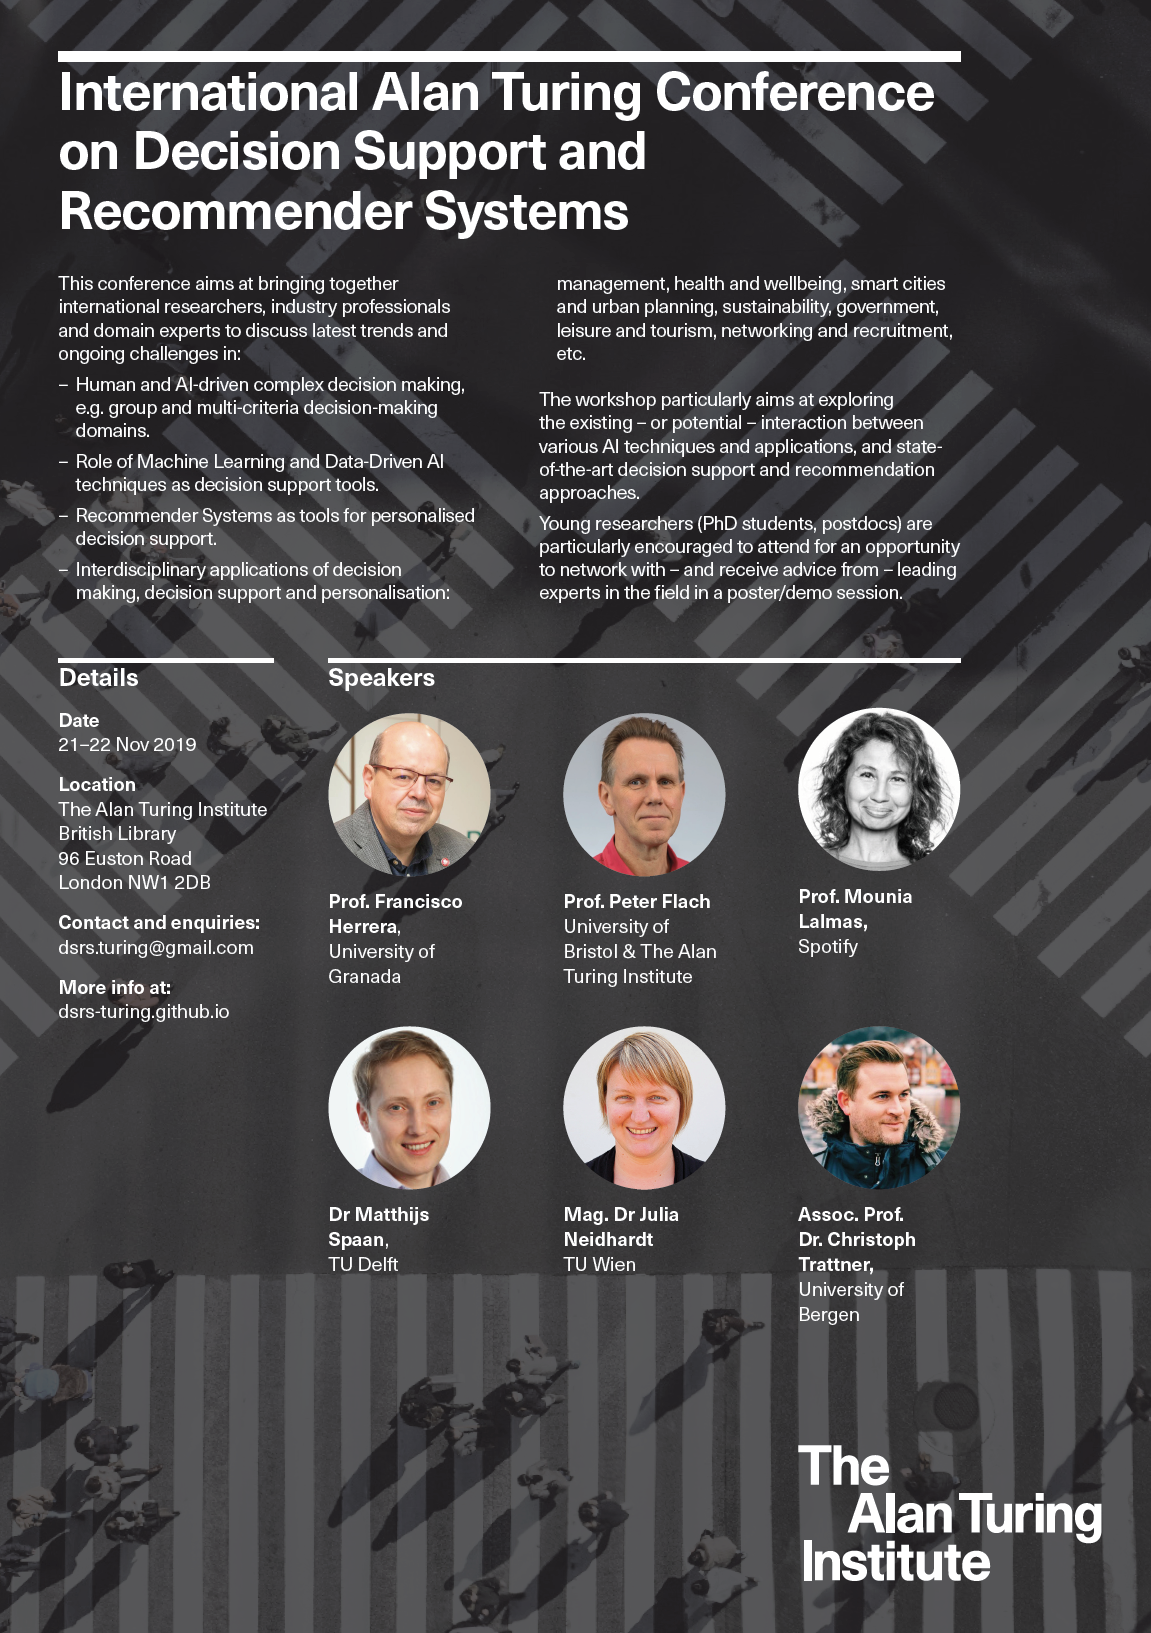 International Alan Turing Conference
on Decision Support and
Recommender Systems
This conference aims at bringing together
international researchers, industry professionals
and domain experts to discuss latest trends and
ongoing challenges in:
– Human and AI-driven complex decision making,
e.g. group and multi-criteria decision-making
domains.
– Role of Machine Learning and Data-Driven AI
techniques as decision support tools.
– Recommender Systems as tools for personalised
decision support.
– Interdisciplinary applications of decision
making, decision support and personalisation:
management, health and wellbeing, smart cities
and urban planning, sustainability, government,
leisure and tourism, networking and recruitment,
etc.
The workshop particularly aims at exploring
the existing – or potential – interaction between
various AI techniques and applications, and state-
of-the-art decision support and recommendation
approaches.
Young researchers (PhD students, postdocs) are
particularly encouraged to attend for an opportunity
to network with – and receive advice from – leading
experts in the field in a poster/demo session.
Details
Date
21–22 Nov 2019
Location
The Alan Turing Institute
British Library
96 Euston Road
London NW1 2DB
Contact and enquiries:
dsrs.turing@gmail.com
More info at:
dsrs-turing.github.io
Speakers
Prof. Francisco
Herrera,
University of
Granada
Prof. Peter Flach
University of
Bristol & The Alan
Turing Institute
Prof. Mounia
Lalmas,
Spotify
Dr Matthijs
Spaan,
TU Delft
Mag. Dr Julia
Neidhardt
TU Wien
Assoc. Prof.
Dr. Christoph
Trattner,
University of
Bergen
The
Alan Turing
Institute